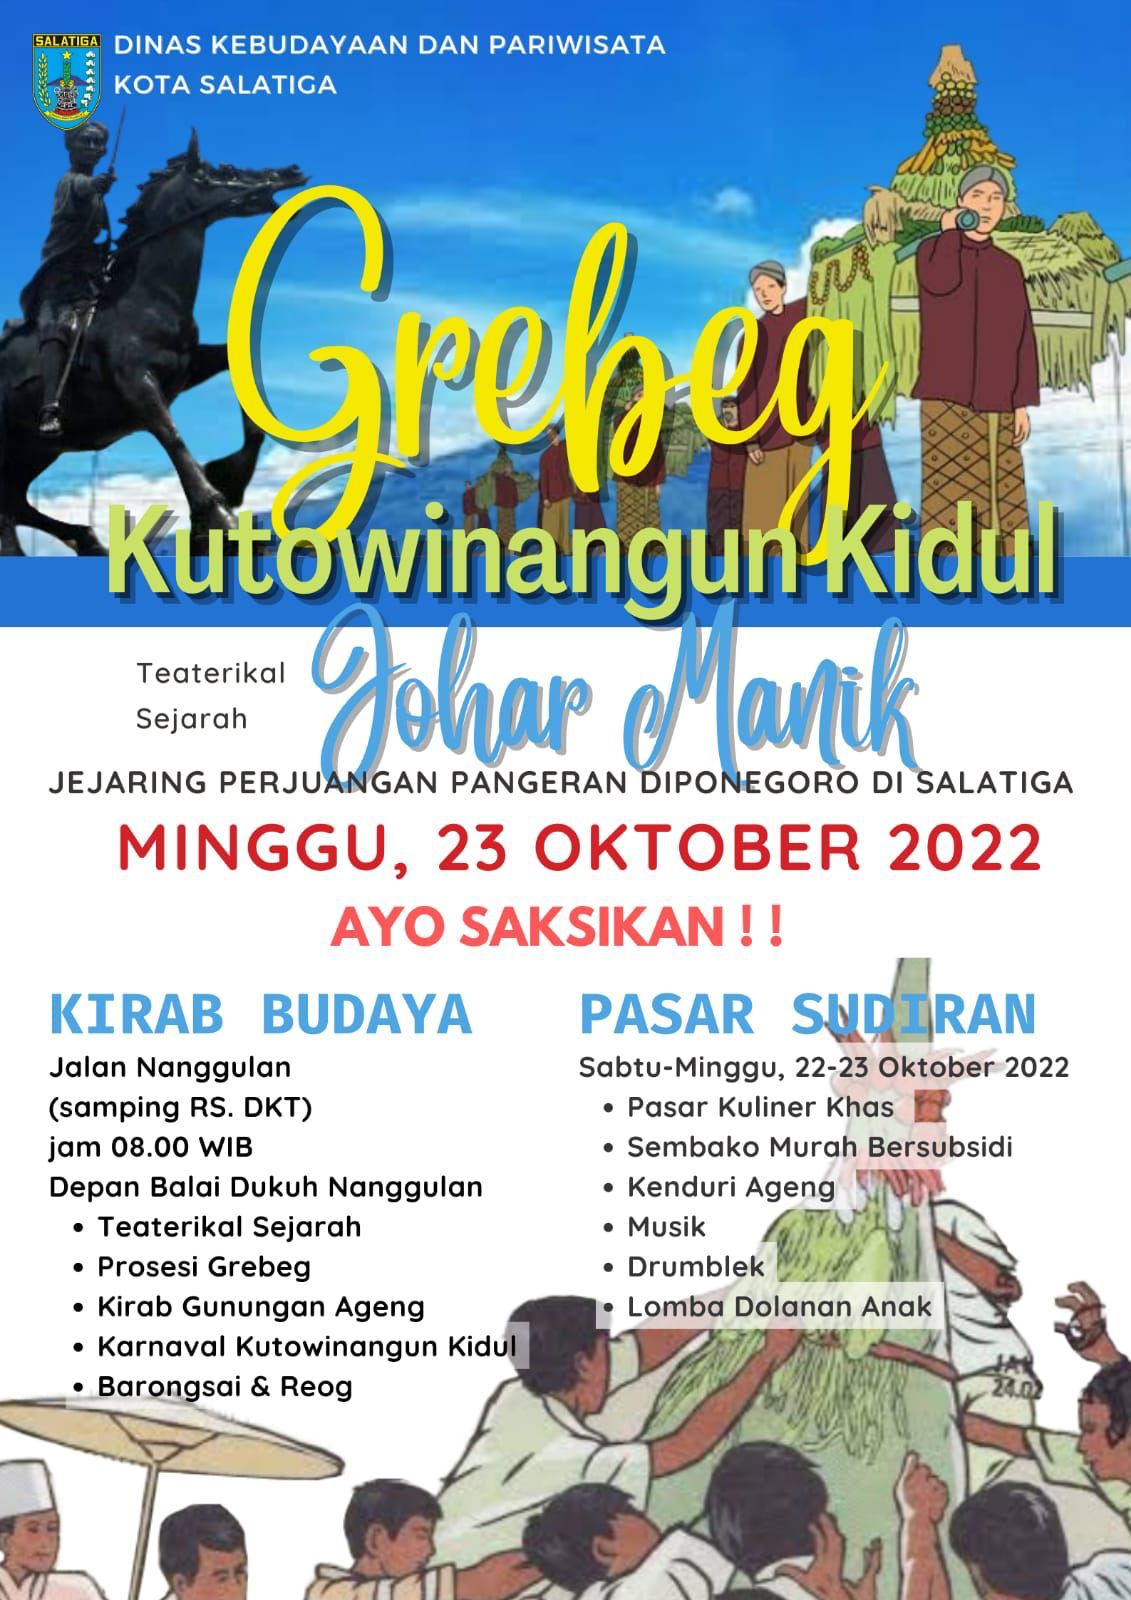 SALATIGA
DINAS KEBUDAYAAN DAN PARIWISATA
KOTA SALATIGA
Grebeg
Kutowinangun Kidul
Teaterikal
Sejarah
Johar Manik
JEJARING PERJUANGAN PANGERAN DIPONEGORO DI SALATIGA
MINGGU, 23 OKTOBER 2022
AYO SAKSIKAN ! !
KIRAB BUDAYA
Jalan Nanggulan
(samping RS. DKT)
jam 08.00 WIB
Depan Balai Dukuh Nanggulan
• Teaterikal Sejarah
• Prosesi Grebeg
• Kirab Gunungan Ageng
• Karnaval Kutowinangun Kidul
• Barongsai & Reog
PASAR SUDIRAN
Sabtu-Minggu, 22-23 Oktober 2022
• Pasar Kuliner Khas
• Sembako Murah Bersubsidi
• Kenduri Ageng
• Musik
• Drumblek
• Lomba Dolanan Anak